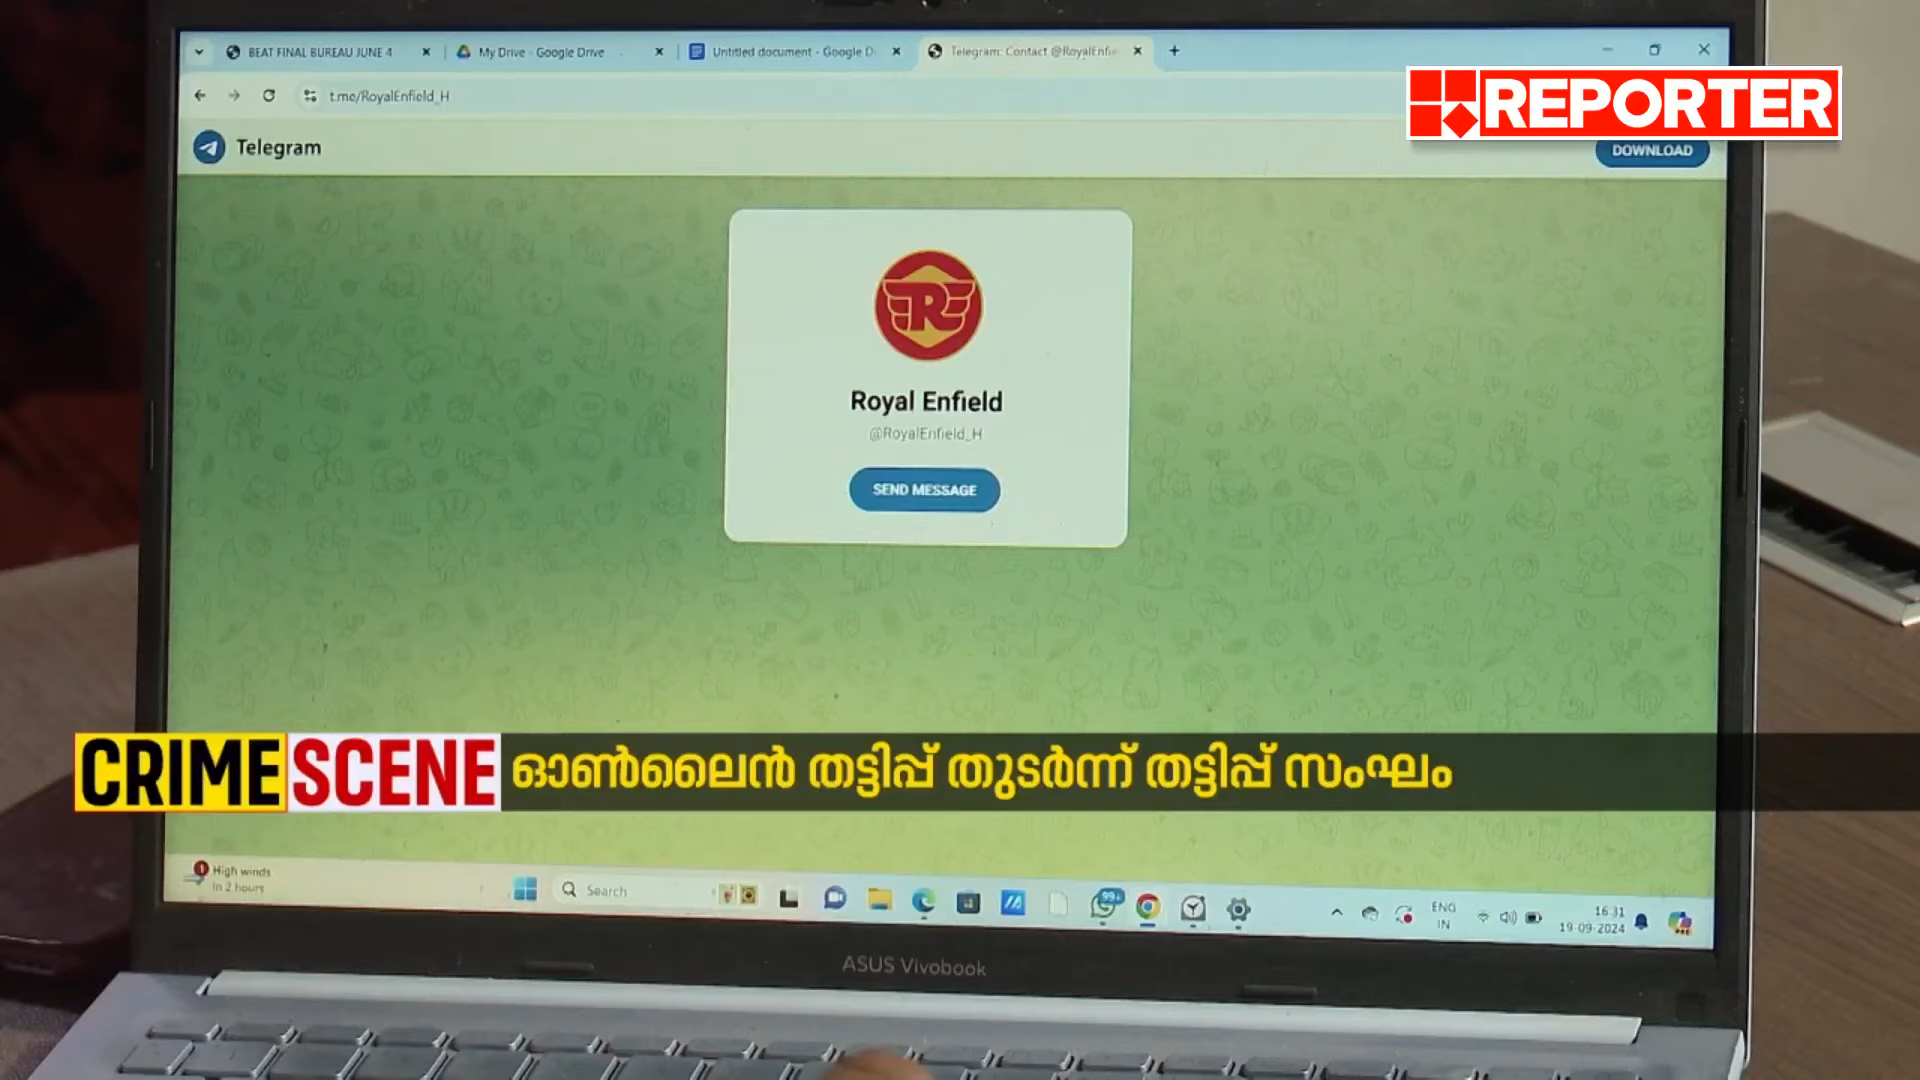 BEAT FINAL BUREAU JUNE 4
My Drive - Google Drive
Untitled document - Google D
Telegram: Contact @RoyalEnfie
t.me/RoyalEnfield_H
REPORTER
Telegram
DOWNLOAD
Royal Enfield
@RoyalEnfield_H
SEND MESSAGE
CRIME SCENE ഓൺലൈൻ തട്ടിപ്പ് തുടർന്ന് തട്ടിപ്പ് സംഘം
1
High winds
In 2 hours
Search
99+
ENG
IN
16:31
19-09-2024
ASUS Vivobook